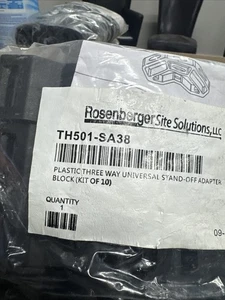 Rosenberger Site Solutions, LLC
TH501-SA38
PLASTIC THREE WAY UNIVERSAL STAND-OFF ADAPTER
BLOCK (KIT OF 10)
QUANTITY
1
09-